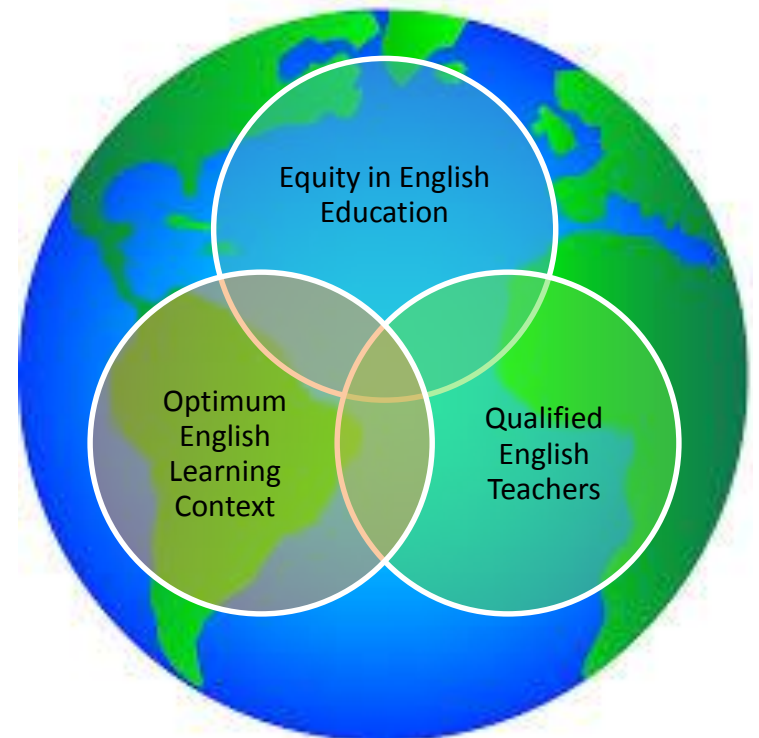 Equity in English
Education
Optimum
English
Learning
Context
Qualified
English
Teachers